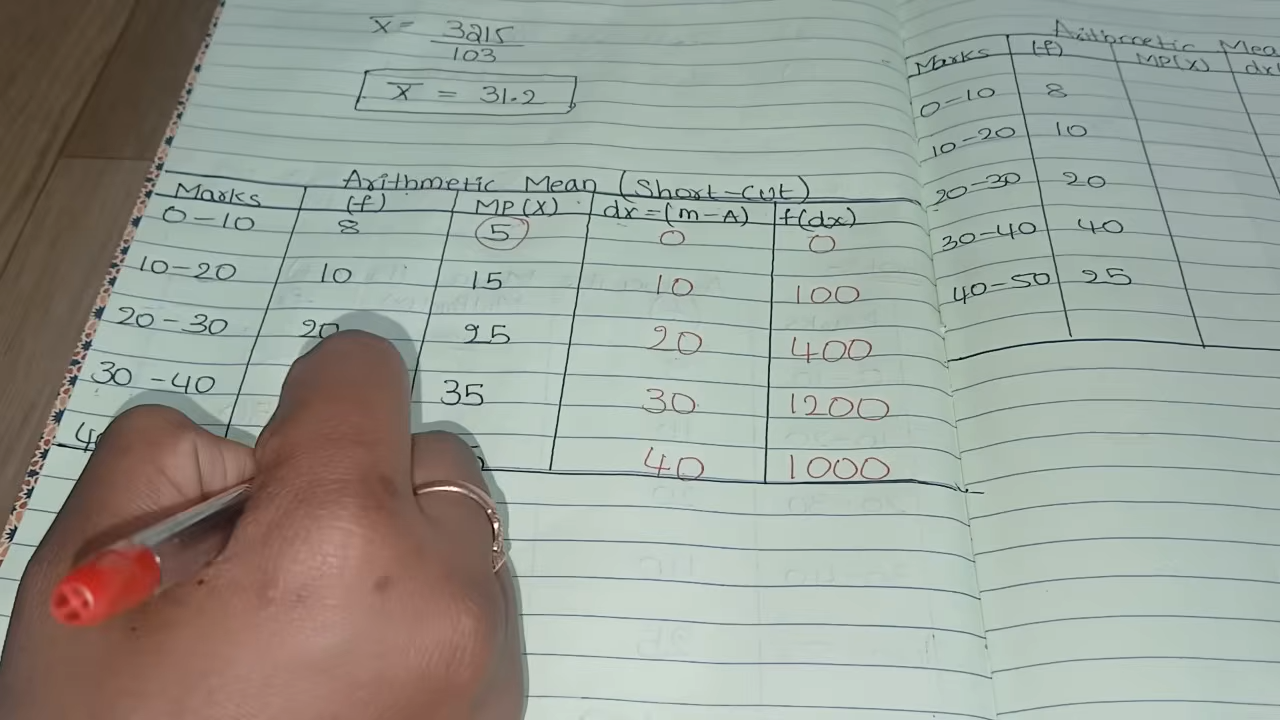 x̄ = 3215
103
x̄ = 31.2
Arithmetic Mean (Short-cut)
Marks (f) MP(X) dx=(m-A) f(dx)
0-10 8 5 0 0
10-20 10 15 10 100
20-30 20 25 20 400
30-40 35 30 1200
40 1000
Arithmetic Mea
Marks (f) MP(X) dx
0-10 8
10-20 10
20-30 20
30-40 40
40-50 25